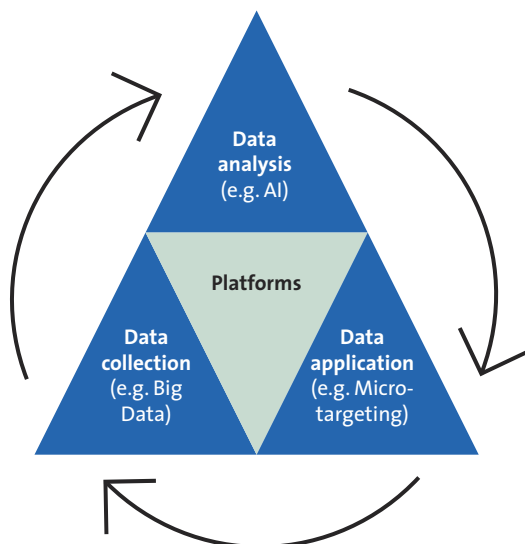 Data
analysis
(e.g. AI)
Platforms
Data
collection
(e.g. Big
Data)
Data
application
(e.g. Micro-
targeting)